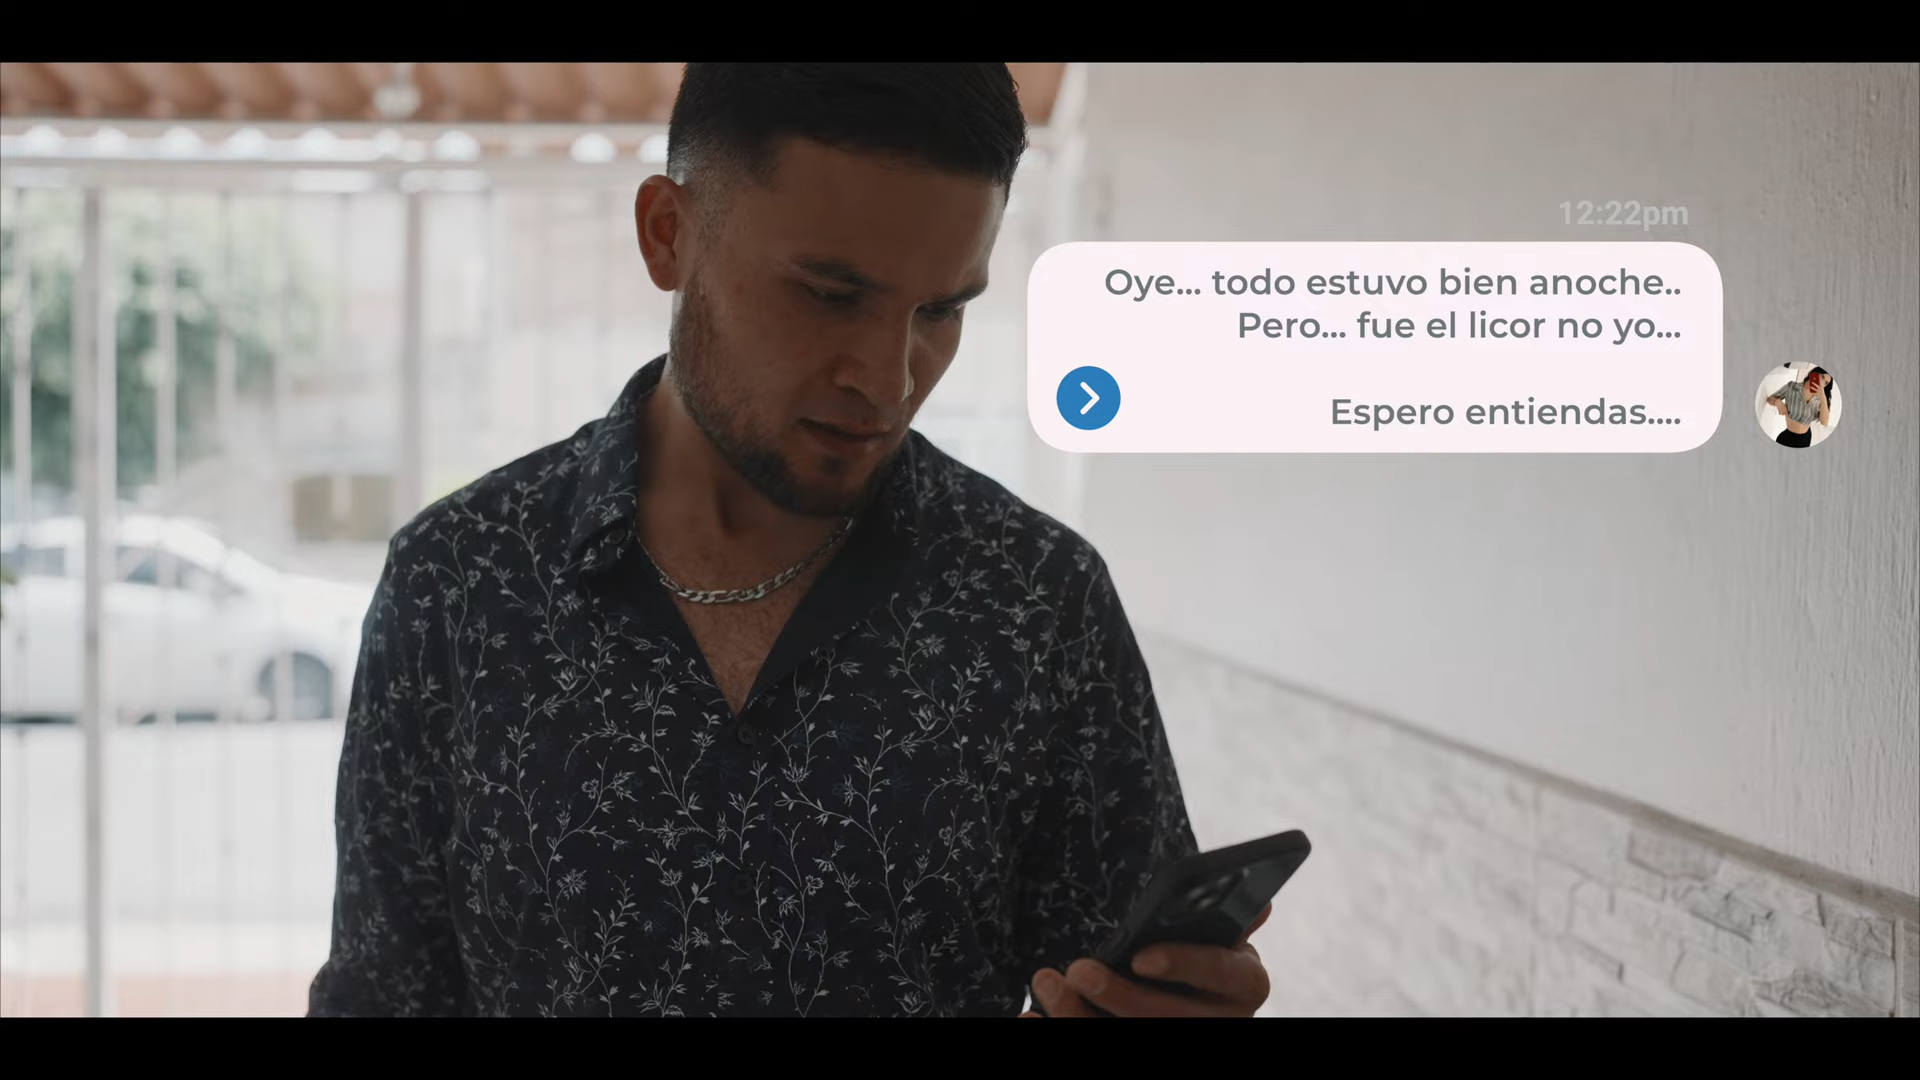 12:22pm
Oye... todo estuvo bien anoche..
Pero... fue el licor no yo...
Espero entiendas....